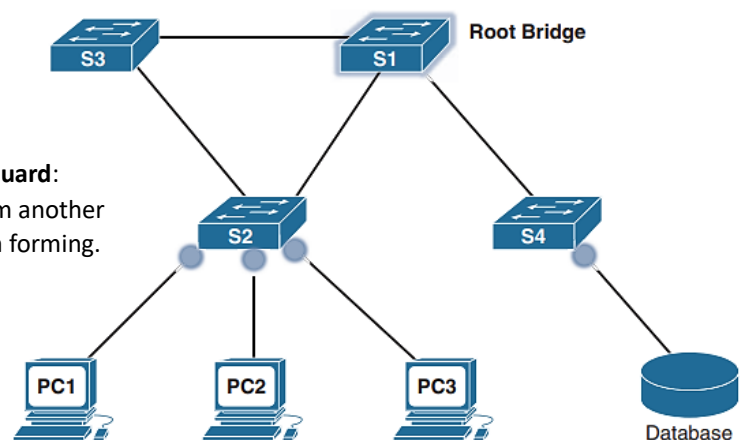 Root Bridge
S3
S1
uard:
m another
n forming.
S2
S4
PC1
PC2
PC3
Database